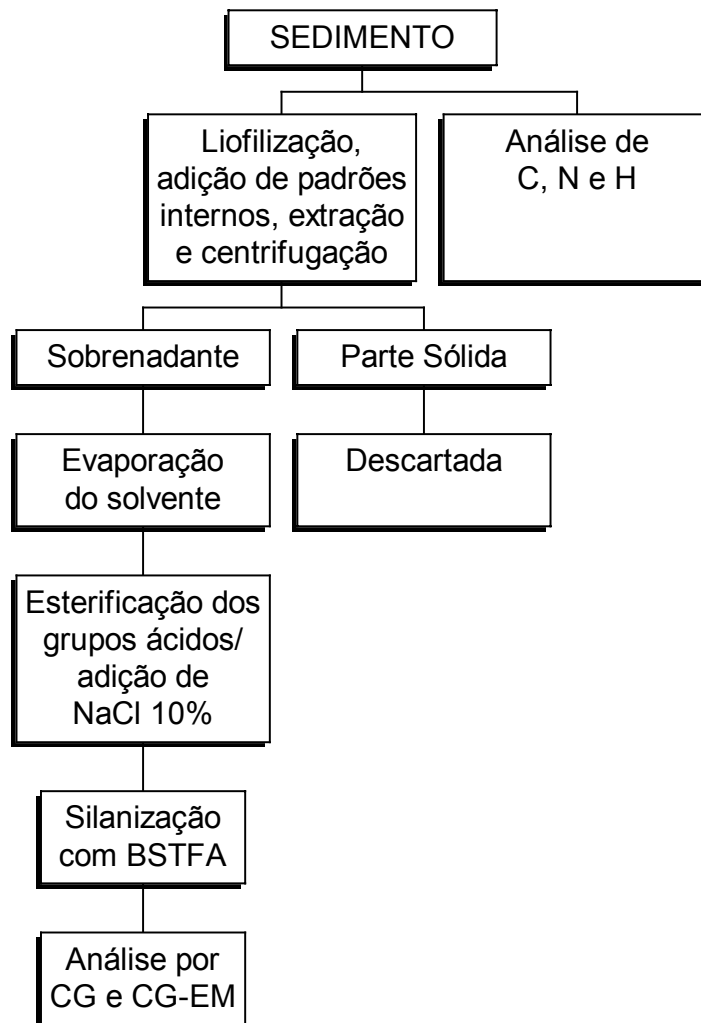 SEDIMENTO
Liofilização,
adição de padrões
internos, extração
e centrifugação
Análise de
C, N e H
Sobrenadante
Parte Sólida
Evaporação
do solvente
Descartada
Esterificação dos
grupos ácidos/
adição de
NaCl 10%
Silanização
com BSTFA
Análise por
CG e CG-EM